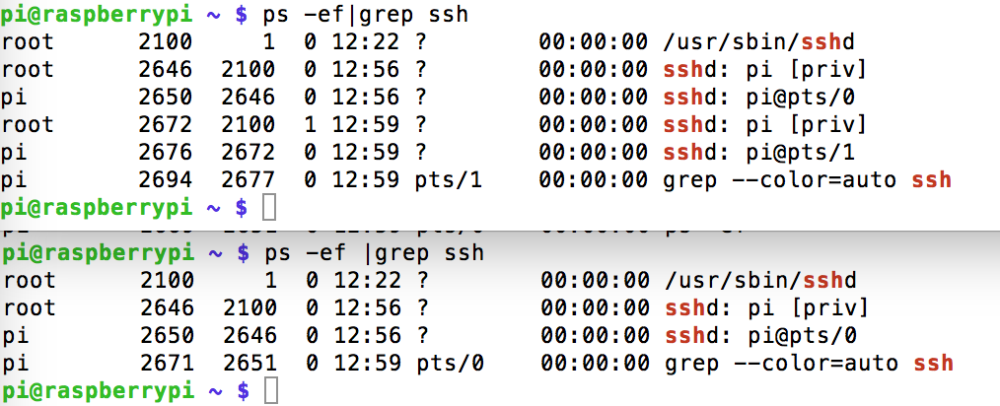 pi@raspberrypi ~ $ ps -ef|grep ssh
root 2100 1 0 12:22 ? 00:00:00 /usr/sbin/sshd
root 2646 2100 0 12:56 ? 00:00:00 sshd: pi [priv]
pi 2650 2646 0 12:56 ? 00:00:00 sshd: pi@pts/0
root 2672 2100 1 12:59 ? 00:00:00 sshd: pi [priv]
pi 2676 2672 0 12:59 ? 00:00:00 sshd: pi@pts/1
pi 2694 2677 0 12:59 pts/1 00:00:00 grep --color=auto ssh
pi@raspberrypi ~ $
pi@raspberrypi ~ $ ps -ef |grep ssh
root 2100 1 0 12:22 ? 00:00:00 /usr/sbin/sshd
root 2646 2100 0 12:56 ? 00:00:00 sshd: pi [priv]
pi 2650 2646 0 12:56 ? 00:00:00 sshd: pi@pts/0
pi 2671 2651 0 12:59 pts/0 00:00:00 grep --color=auto ssh
pi@raspberrypi ~ $